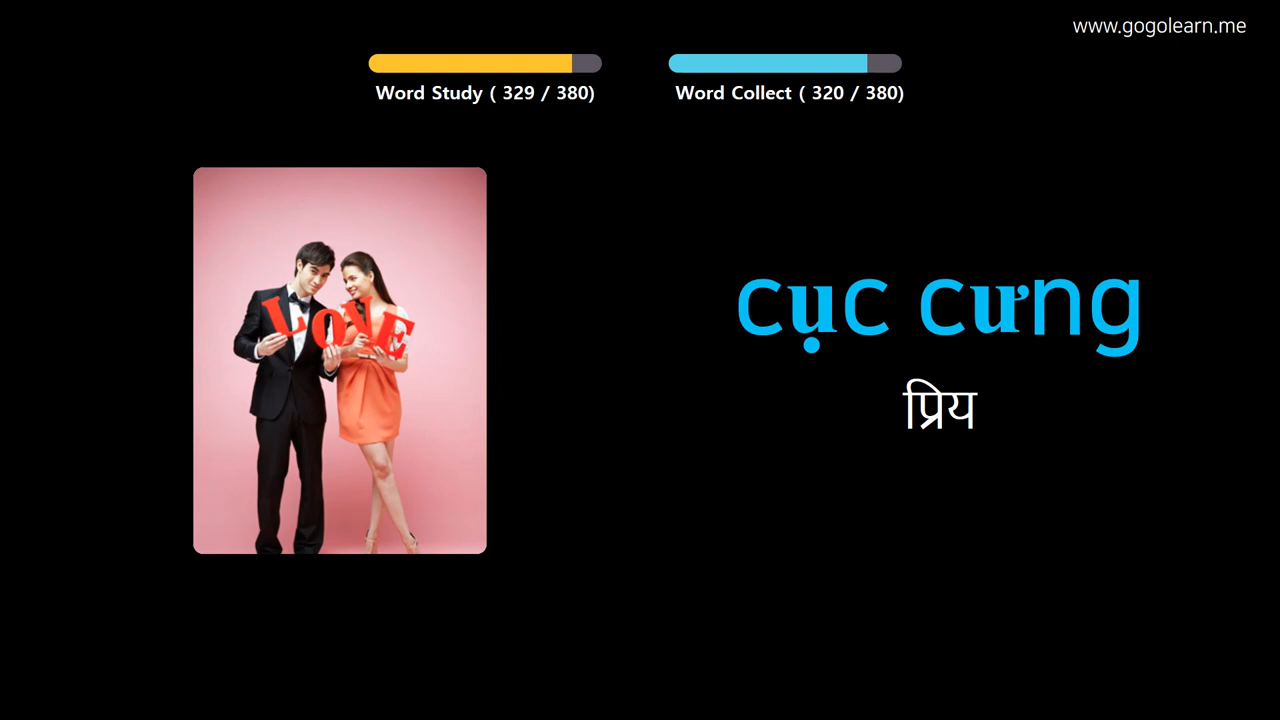 www.gogolearn.me
Word Study ( 329 / 380)
Word Collect ( 320 / 380)
LOVE
cục cưng
प्रिय